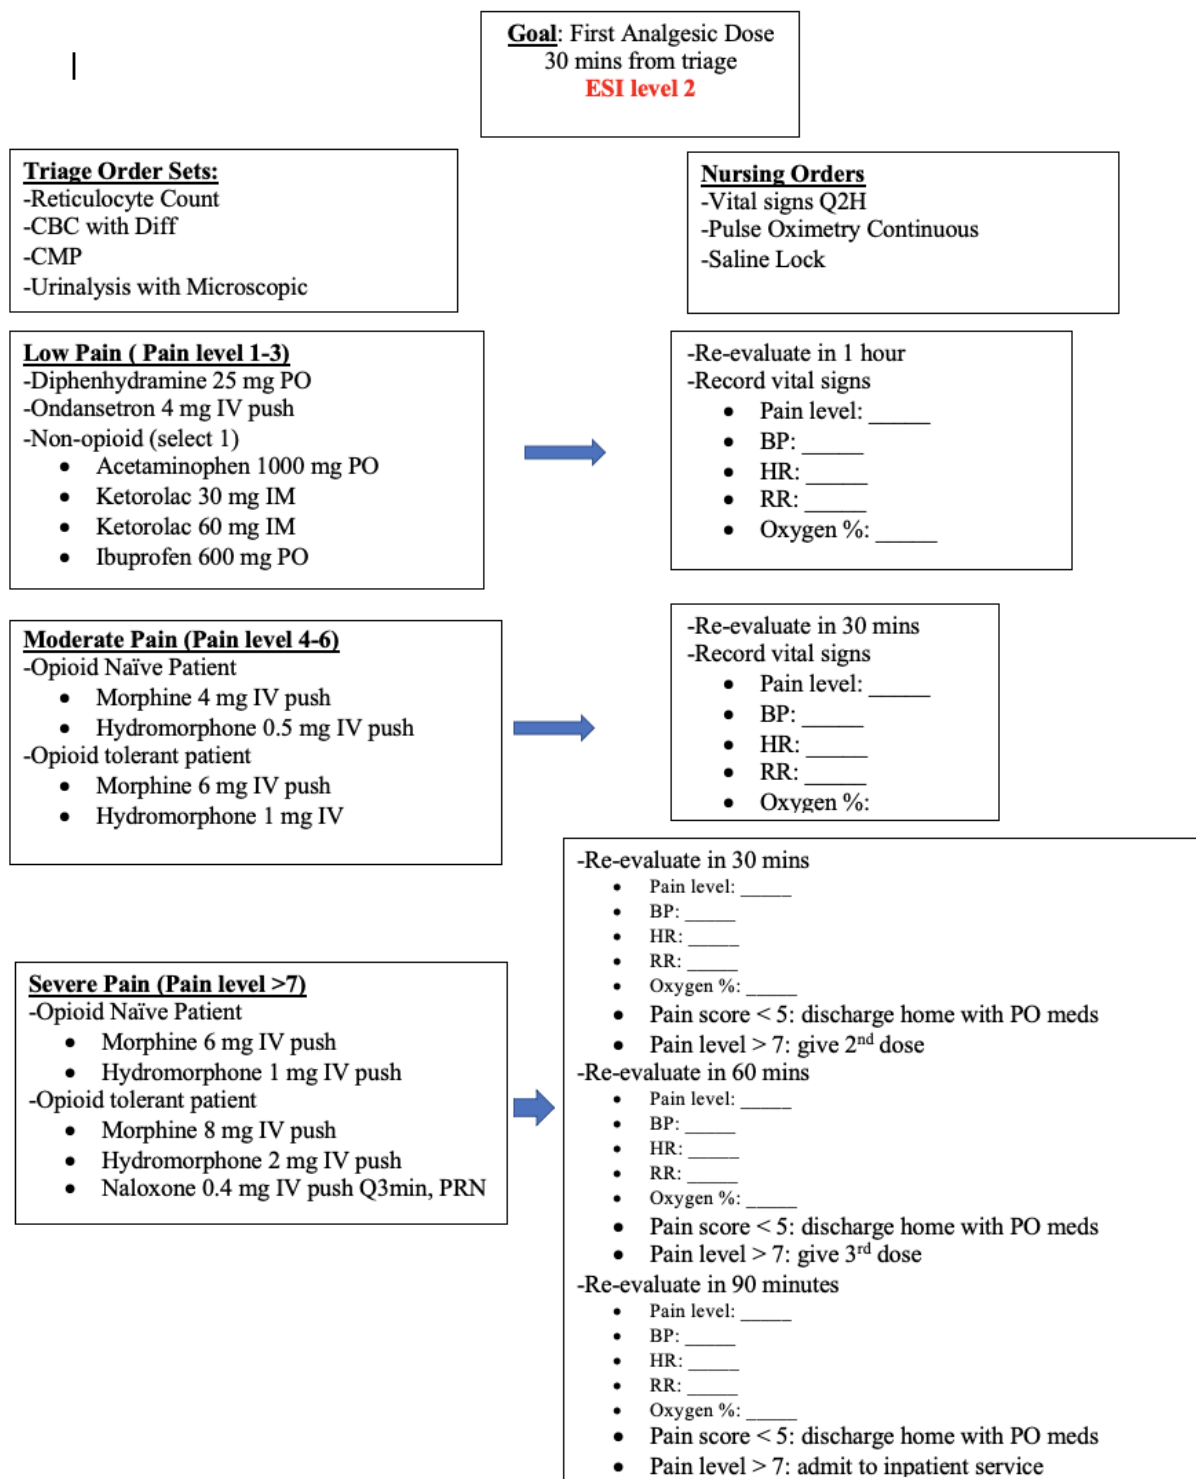 Goal: First Analgesic Dose
30 mins from triage
ESI level 2
Triage Order Sets:
-Reticulocyte Count
-CBC with Diff
-CMP
-Urinalysis with Microscopic
Nursing Orders
-Vital signs Q2H
-Pulse Oximetry Continuous
-Saline Lock
Low Pain ( Pain level 1-3)
-Diphenhydramine 25 mg PO
-Ondansetron 4 mg IV push
-Non-opioid (select 1)
• Acetaminophen 1000 mg PO
• Ketorolac 30 mg IM
• Ketorolac 60 mg IM
• Ibuprofen 600 mg PO
-Re-evaluate in 1 hour
-Record vital signs
• Pain level: _____
• BP: _____
• HR: _____
• RR: _____
• Oxygen %: _____
Moderate Pain (Pain level 4-6)
-Opioid Naïve Patient
• Morphine 4 mg IV push
• Hydromorphone 0.5 mg IV push
-Opioid tolerant patient
• Morphine 6 mg IV push
• Hydromorphone 1 mg IV
-Re-evaluate in 30 mins
-Record vital signs
• Pain level: _____
• BP: _____
• HR: _____
• RR: _____
• Oxygen %:
Severe Pain (Pain level >7)
-Opioid Naïve Patient
• Morphine 6 mg IV push
• Hydromorphone 1 mg IV push
-Opioid tolerant patient
• Morphine 8 mg IV push
• Hydromorphone 2 mg IV push
• Naloxone 0.4 mg IV push Q3min, PRN
-Re-evaluate in 30 mins
• Pain level: _____
• BP: _____
• HR: _____
• RR: _____
• Oxygen %: _____
• Pain score < 5: discharge home with PO meds
• Pain level > 7: give 2nd dose
-Re-evaluate in 60 mins
• Pain level: _____
• BP: _____
• HR: _____
• RR: _____
• Oxygen %: _____
• Pain score < 5: discharge home with PO meds
• Pain level > 7: give 3rd dose
-Re-evaluate in 90 minutes
• Pain level: _____
• BP: _____
• HR: _____
• RR: _____
• Oxygen %: _____
• Pain score < 5: discharge home with PO meds
• Pain level > 7: admit to inpatient service